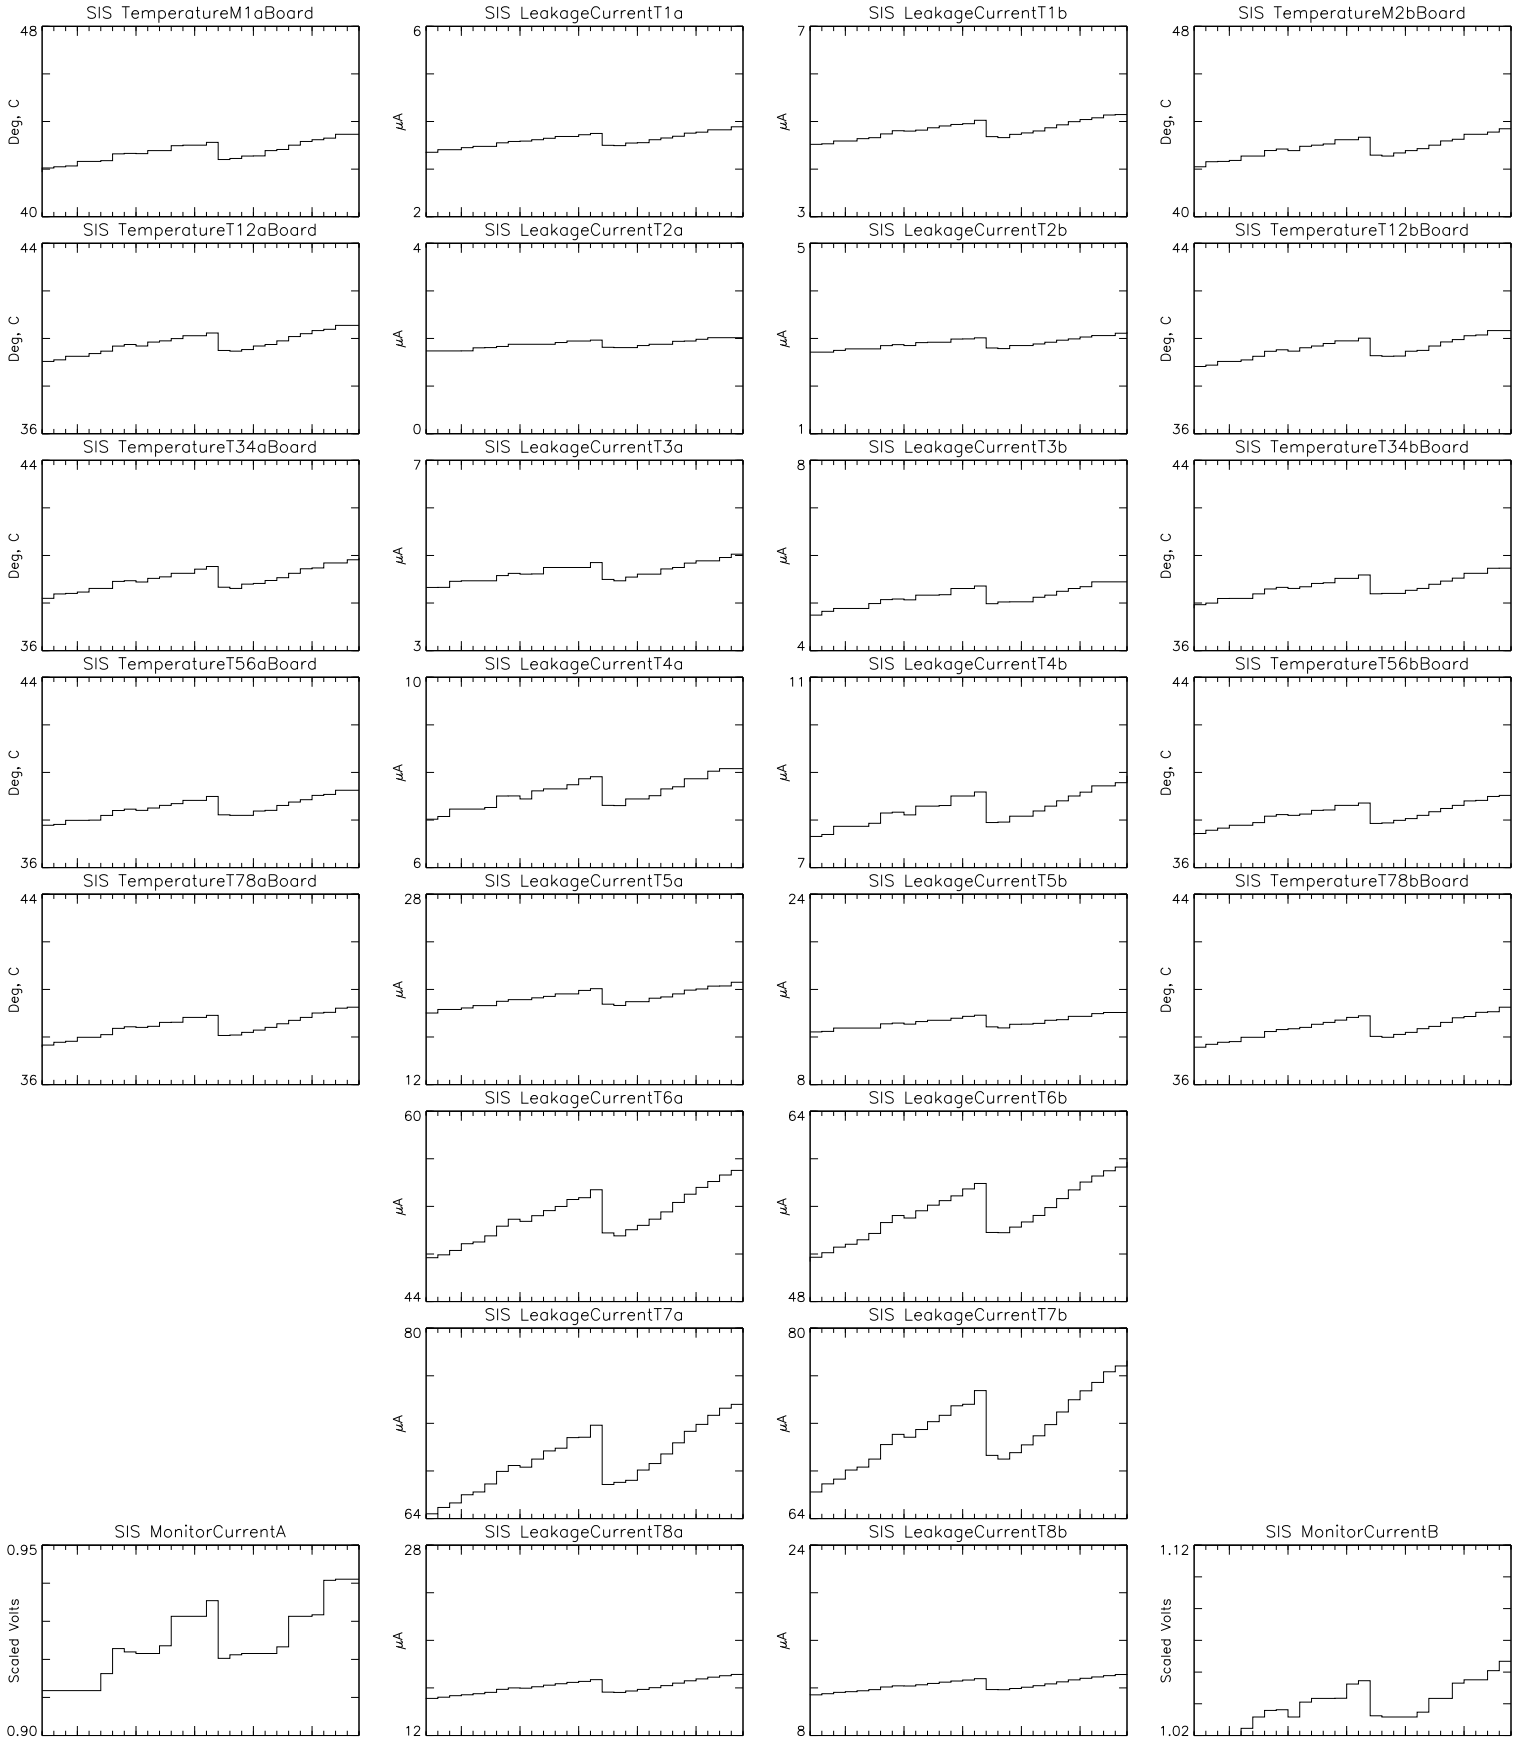 SIS TemperatureM1aBoard SIS LeakageCurrentT1a SIS LeakageCurrentT1b SIS TemperatureM2bBoard
48 6 7 48
Deg, C μA μA Deg, C
40 2 3 40
SIS TemperatureT12aBoard SIS LeakageCurrentT2a SIS LeakageCurrentT2b SIS TemperatureT12bBoard
44 4 5 44
Deg, C μA μA Deg, C
36 0 1 36
SIS TemperatureT34aBoard SIS LeakageCurrentT3a SIS LeakageCurrentT3b SIS TemperatureT34bBoard
44 7 8 44
Deg, C μA μA Deg, C
36 3 4 36
SIS TemperatureT56aBoard SIS LeakageCurrentT4a SIS LeakageCurrentT4b SIS TemperatureT56bBoard
44 10 11 44
Deg, C μA μA Deg, C
36 6 7 36
SIS TemperatureT78aBoard SIS LeakageCurrentT5a SIS LeakageCurrentT5b SIS TemperatureT78bBoard
44 28 24 44
Deg, C μA μA Deg, C
36 12 8 36
SIS LeakageCurrentT6a SIS LeakageCurrentT6b
60 64
μA μA
44 48
SIS LeakageCurrentT7a SIS LeakageCurrentT7b
80 80
μA μA
64 64
SIS MonitorCurrentA SIS LeakageCurrentT8a SIS LeakageCurrentT8b SIS MonitorCurrentB
0.95 28 24 1.12
Scaled Volts μA μA Scaled Volts
0.90 12 8 1.02